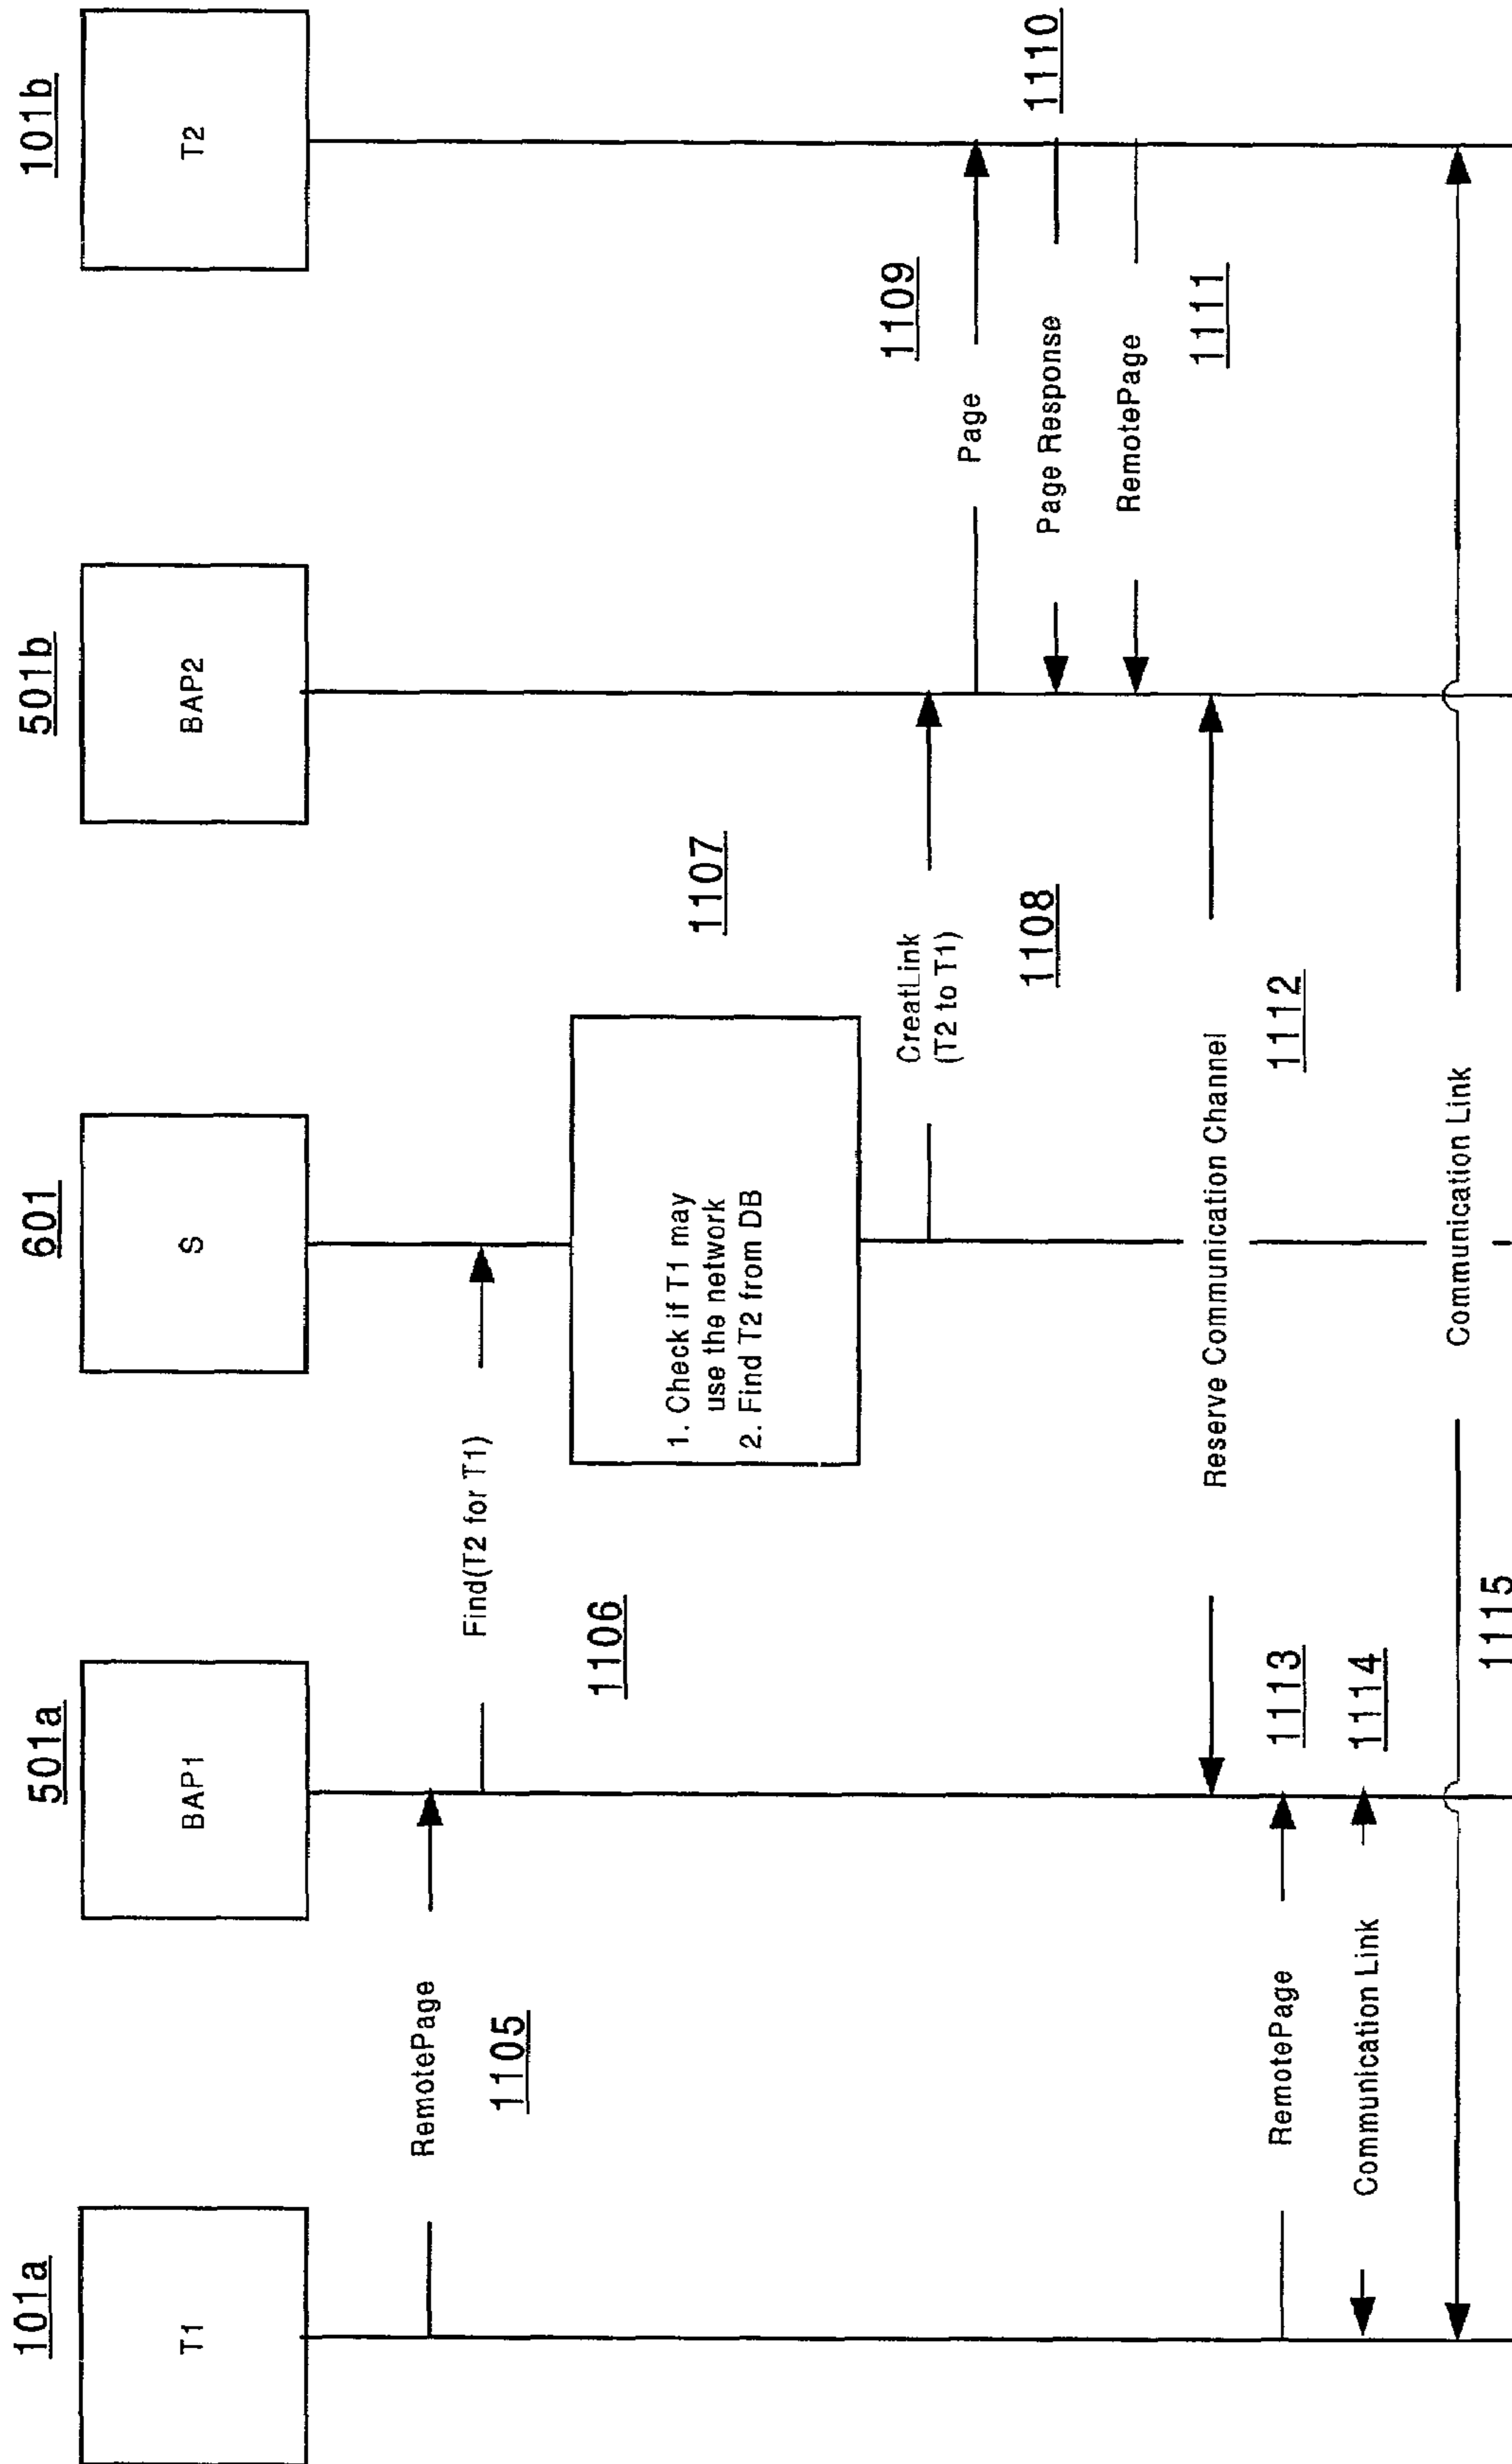 101a
501a
601
501b
101b
T1
BAP1
S
BAP2
T2
RemotePage
1105
Find(T2 for T1)
1106
1. Check if T1 may
use the network
2. Find T2 from DB
1107
CreatLink
(T2 to T1)
1108
1109
Page
1110
Page Response
RemotePage
1111
Reserve Communication Channel
1112
RemotePage
1113
Communication Link
1114
Communication Link
1115